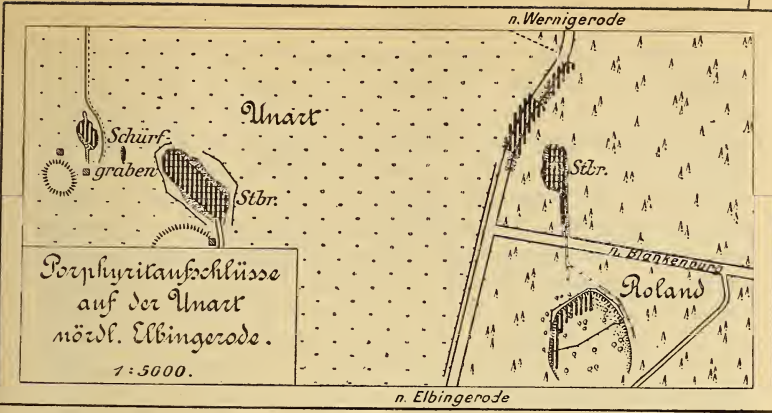 n. Wernigerode
Unart
Schürf-
graben
Stbr.
Stbr.
n. Blankenburg
Roland
Porphyritaufschlüsse
auf der Unart
nördl. Elbingerode.
1:5000.
n. Elbingerode